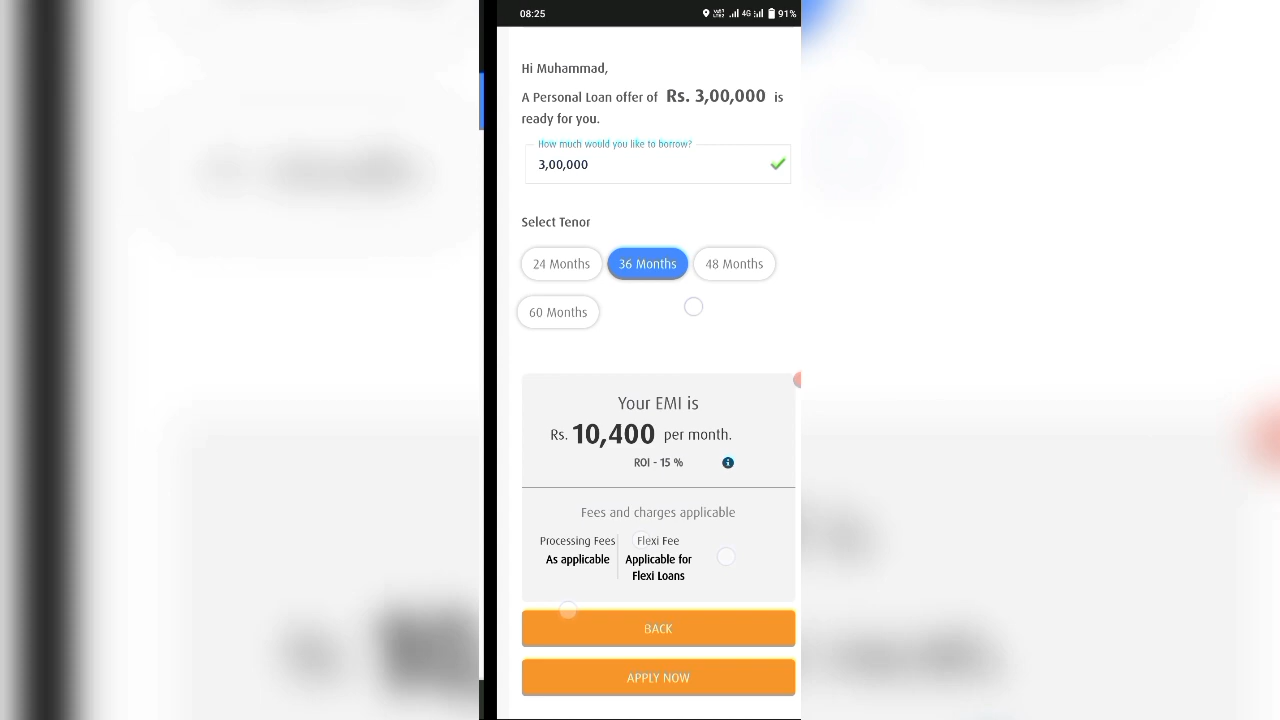 08:25
4G 91%
Hi Muhammad,
A Personal Loan offer of Rs. 3,00,000 is
ready for you.
How much would you like to borrow?
3,00,000
Select Tenor
24 Months 36 Months 48 Months
60 Months
Your EMI is
Rs. 10,400 per month.
ROI - 15 %
Fees and charges applicable
Processing Fees Flexi Fee
As applicable Applicable for
Flexi Loans
BACK
APPLY NOW